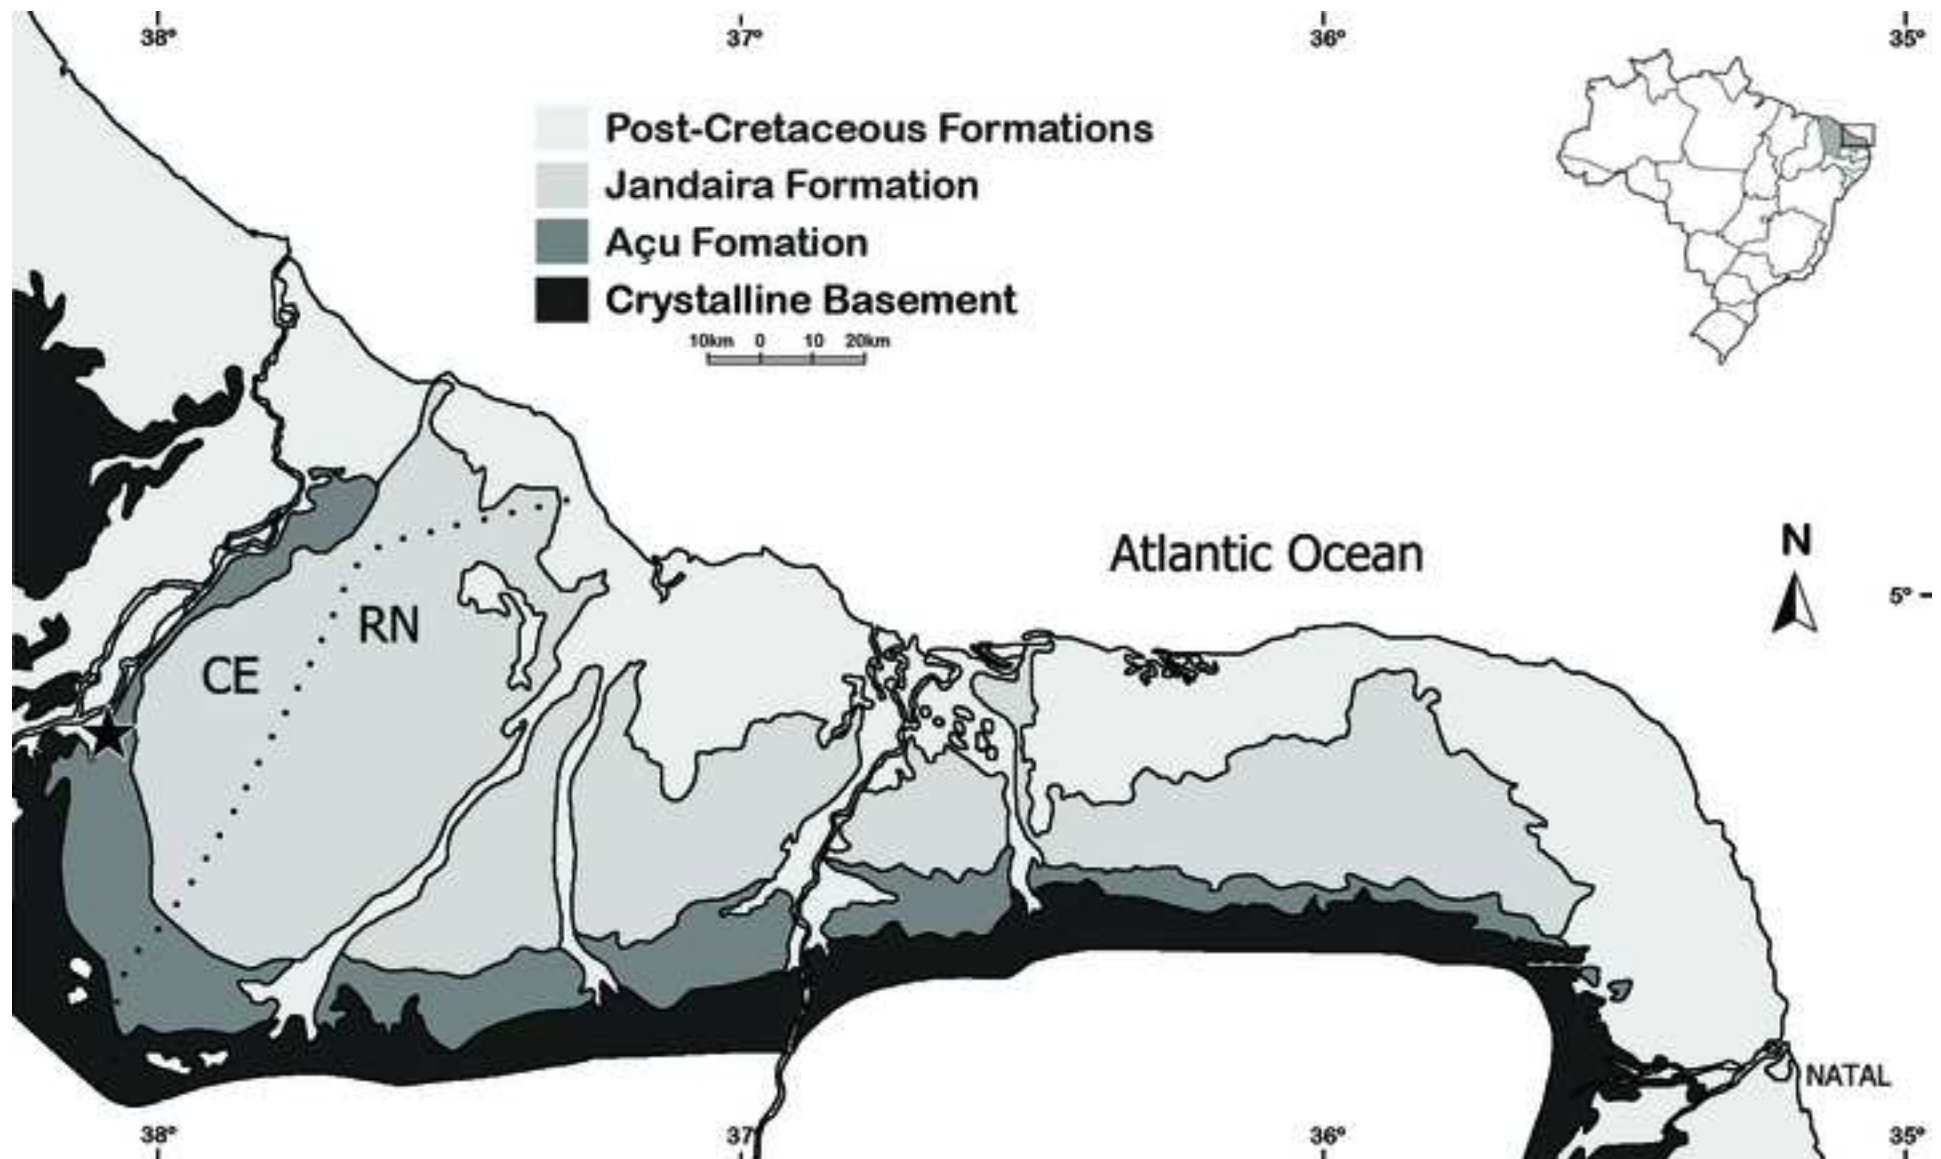 38° 37° 36° 35°
Post-Cretaceous Formations
Jandaira Formation
Açu Fomation
Crystalline Basement
10km 0 10 20km
Atlantic Ocean
N
5°
RN
CE
NATAL
38° 37 36° 35°